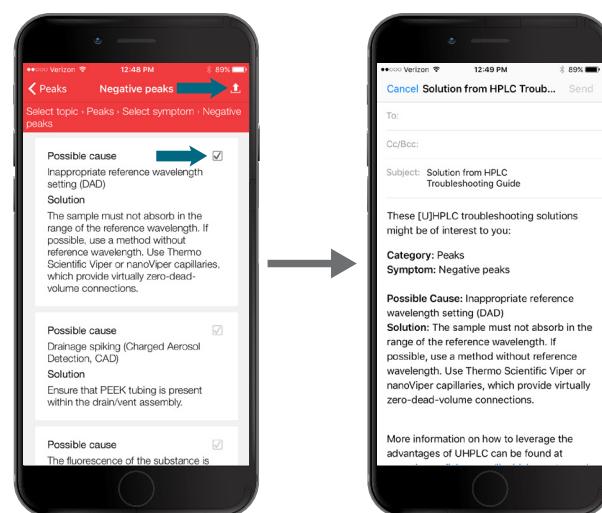 Verizon 12:48 PM 89%
Peaks Negative peaks
Select topic › Peaks › Select symptom › Negative
peaks
Possible cause
Inappropriate reference wavelength
setting (DAD)
Solution
The sample must not absorb in the
range of the reference wavelength. If
possible, use a method without
reference wavelength. Use Thermo
Scientific Viper or nanoViper capillaries,
which provide virtually zero-dead-
volume connections.
Possible cause
Drainage spiking (Charged Aerosol
Detection, CAD)
Solution
Ensure that PEEK tubing is present
within the drain/vent assembly.
Possible cause
The fluorescence of the substance is
Verizon 12:49 PM 89%
Cancel Solution from HPLC Troub... Send
To:
Cc/Bcc:
Subject: Solution from HPLC
Troubleshooting Guide
These [U]HPLC troubleshooting solutions
might be of interest to you:
Category: Peaks
Symptom: Negative peaks
Possible Cause: Inappropriate reference
wavelength setting (DAD)
Solution: The sample must not absorb in the
range of the reference wavelength. If
possible, use a method without reference
wavelength. Use Thermo Scientific Viper or
nanoViper capillaries, which provide virtually
zero-dead-volume connections.
More information on how to leverage the
advantages of UHPLC can be found at